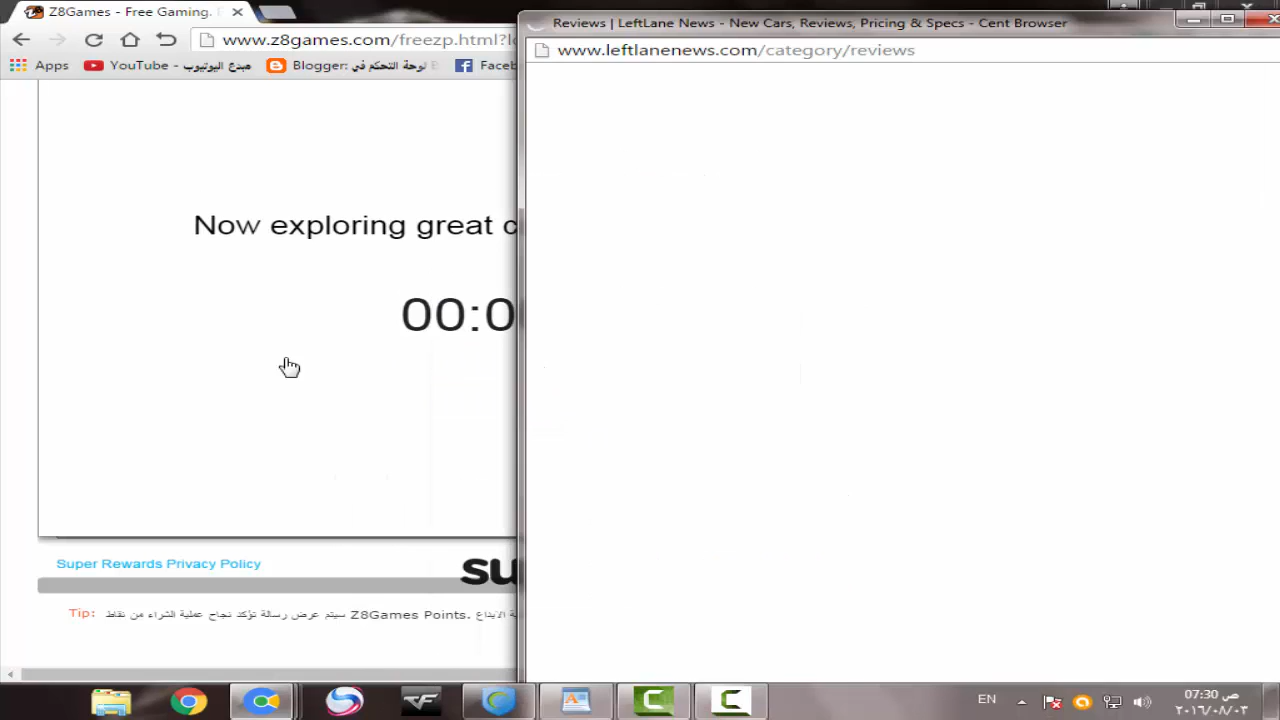 Z8Games - Free Gaming.
Reviews | LeftLane News - New Cars, Reviews, Pricing & Specs - Cent Browser
www.z8games.com/freezp.html?
www.leftlanenews.com/category/reviews
Apps
YouTube - مبدع اليوتيوب
Blogger: لوحة التحكم في
Faceb
Now exploring great c
00:0
Super Rewards Privacy Policy
su
Tip: سيتم عرض رسالة تؤكد نجاح عملية الشراء من نقاط Z8Games Points.
EN
07:30 ص
٢٠١٦/٠٨/٠٣